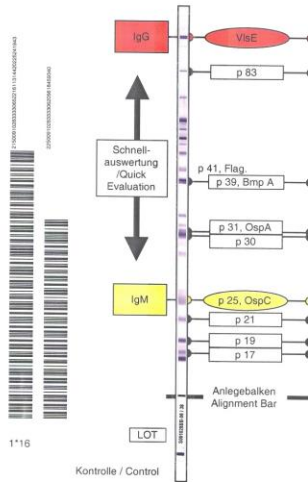 IgG
VlsE
p 83
Schnell-
auswertung
/Quick
Evaluation
p 41, Flag.
p 39, Bmp A
p 31, OspA
p 30
IgM
p 25, OspC
p 21
p 19
p 17
Anlegebalken
Alignment Bar
LOT
1*16
Kontrolle / Control